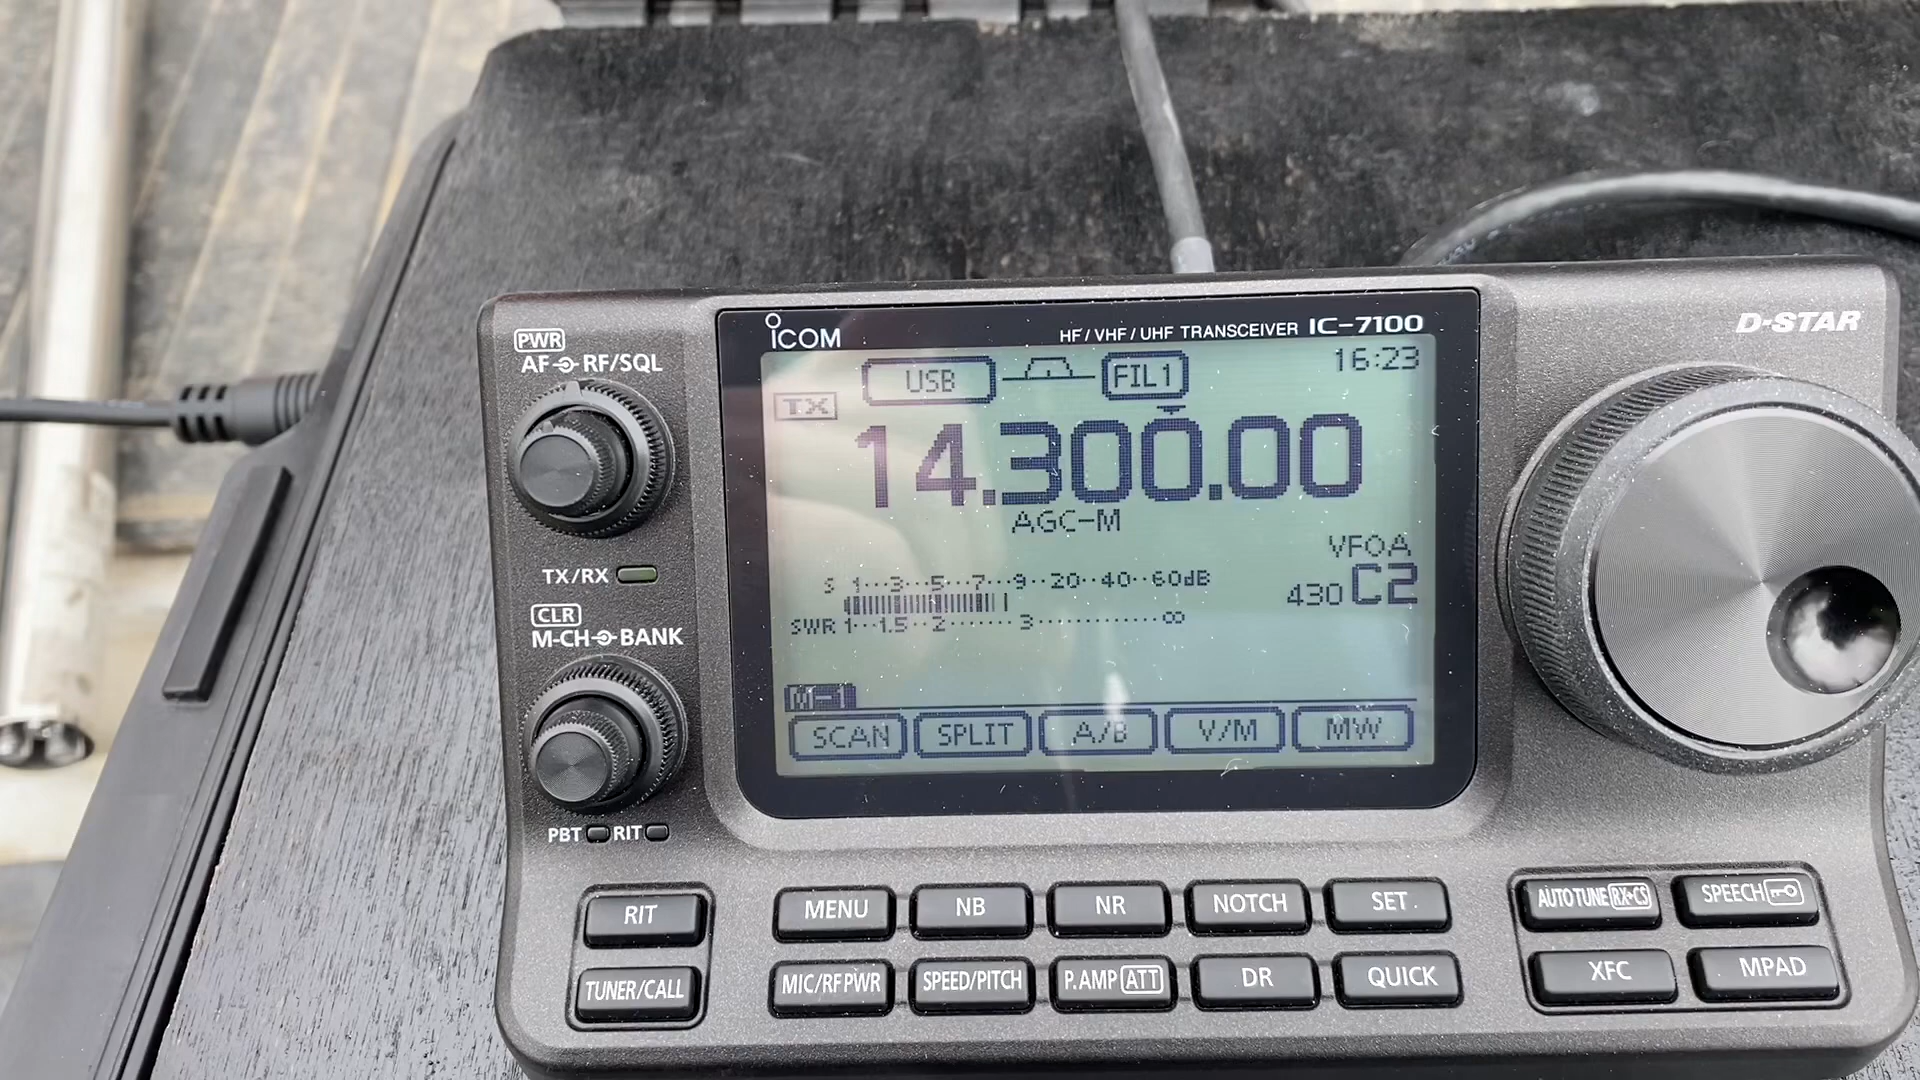 ICOM
HF/VHF/UHF TRANSCEIVER IC-7100
D-STAR
PWR
AF RF/SQL
USB FIL1 16:23
TX
14.300.00
AGC-M
VFOA
430 C2
TX/RX
S 1···3···5···7···9··20··40··60dB
SWR 1···1.5··2·······3············∞
CLR
M-CH BANK
M-1
SCAN SPLIT A/B V/M MW
PBT RIT
RIT MENU NB NR NOTCH SET AUTOTUNE RX→CS SPEECH
TUNER/CALL MIC/RF PWR SPEED/PITCH P.AMP ATT DR QUICK XFC MPAD